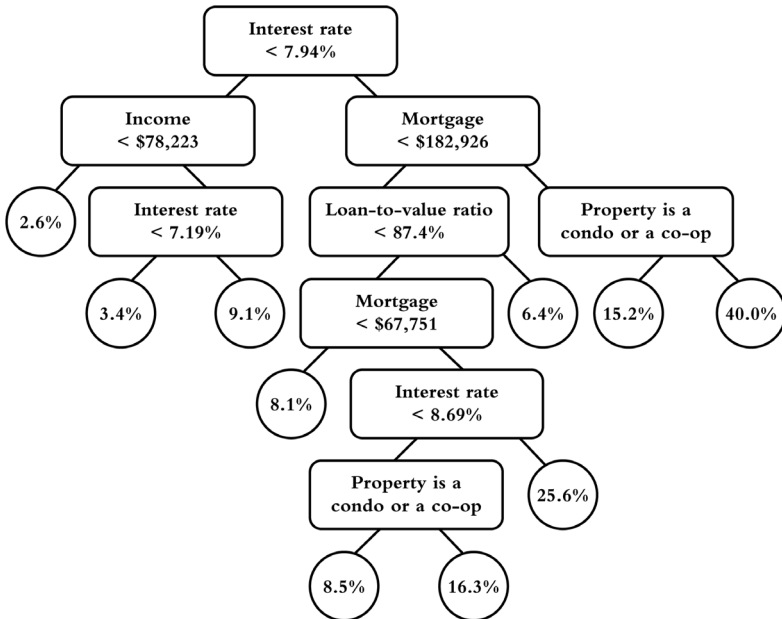 Interest rate
< 7.94%
Income
< $78,223
Mortgage
< $182,926
2.6%
Interest rate
< 7.19%
Loan-to-value ratio
< 87.4%
Property is a
condo or a co-op
3.4%
9.1%
Mortgage
< $67,751
6.4%
15.2%
40.0%
8.1%
Interest rate
< 8.69%
Property is a
condo or a co-op
25.6%
8.5%
16.3%